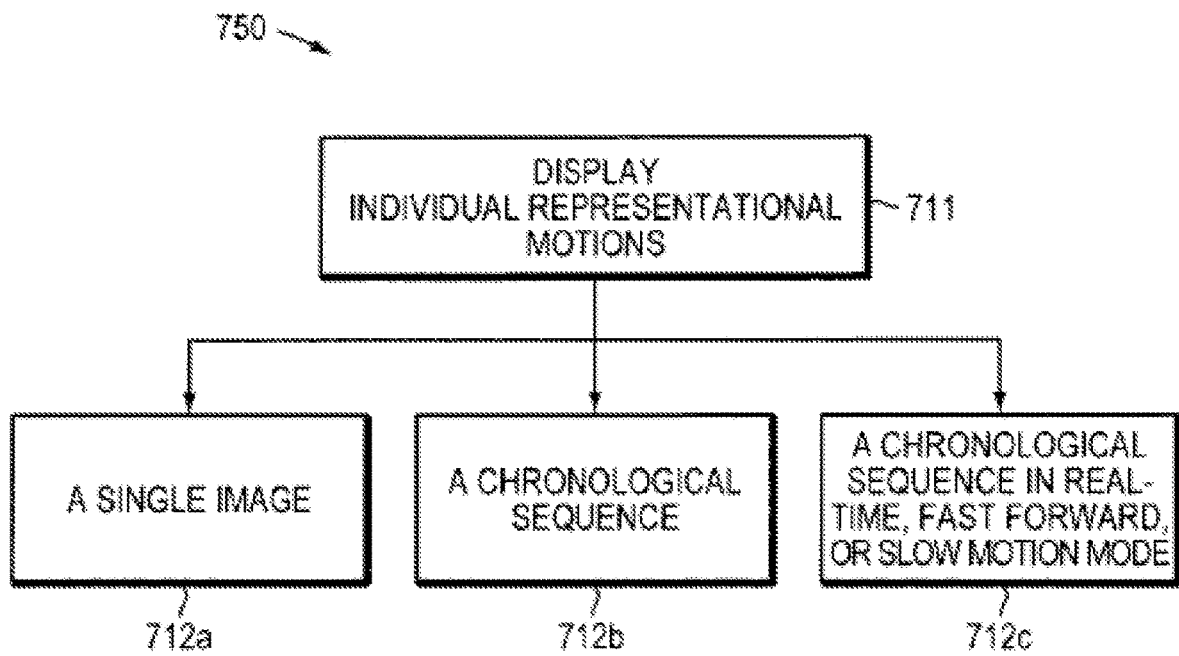 750
DISPLAY
INDIVIDUAL REPRESENTATIONAL
MOTIONS
711
A SINGLE IMAGE
712a
A CHRONOLOGICAL
SEQUENCE
712b
A CHRONOLOGICAL
SEQUENCE IN REAL-
TIME, FAST FORWARD,
OR SLOW MOTION MODE
712c